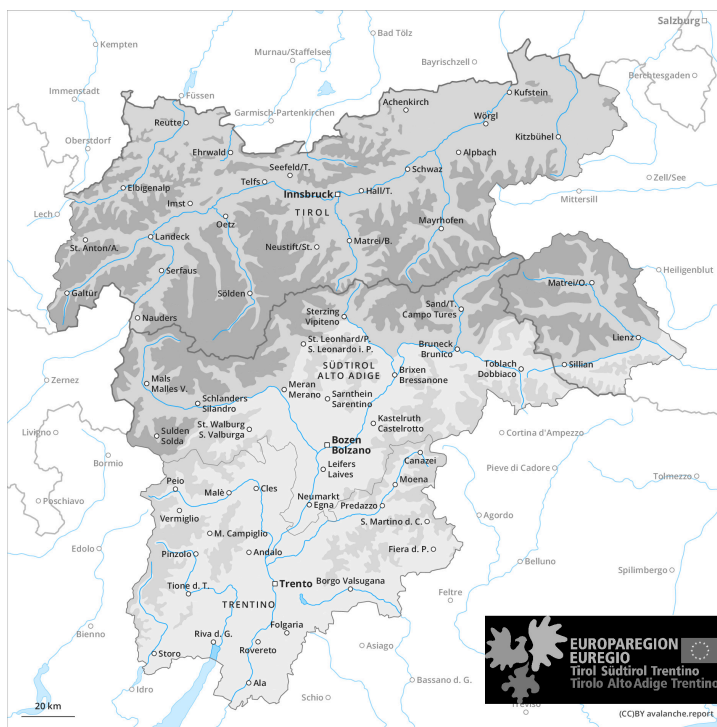 Salzburg
Kempten
Bad Tölz
Murnau/Staffelsee
Bayrischzell
Berchtesgaden
Immenstadt
Füssen
Achenkirch
Kufstein
Garmisch-Partenkirchen
Reutte
Wörgl
Oberstdorf
Kitzbühel
Ehrwald
Alpbach
Seefeld/T.
Schwaz
Zell/See
Telfs
Elbigenalp
Innsbruck
Hall/T.
Mittersill
Imst
TIROL
Lech
Oetz
Mayrhofen
St. Anton/A.
Landeck
Neustift/St.
Matrei/B.
Serfaus
Heiligenblut
Galtür
Sölden
Matrei/O.
Nauders
Sterzing
Vipiteno
Sand/T.
Campo Tures
St. Leonhard/P.
S. Leonardo i. P.
Lienz
Bruneck
Brunico
SÜDTIROL
ALTO ADIGE
Toblach
Dobbiaco
Sillian
Zernez
Mals
Malles V.
Meran
Merano
Brixen
Bressanone
Schlanders
Silandro
Sarnthein
Sarentino
Kastelruth
Castelrotto
St. Walburg
S. Valburga
Livigno
Sulden
Solda
Bozen
Bolzano
Cortina d'Ampezzo
Bormio
Canazei
Leifers
Laives
Pieve di Cadore
Tolmezzo
Peio
Malè
Cles
Moena
Poschiavo
Neumarkt
Egna
Predazzo
Vermiglio
Agordo
S. Martino d. C.
M. Campiglio
Edolo
Pinzolo
Andalo
Fiera d. P.
Belluno
Spilimbergo
Trento
Tione d. T.
Borgo Valsugana
Feltre
TRENTINO
Bienno
Folgaria
Riva d. G.
Rovereto
Storo
Asiago
Ala
Idro
Schio
Bassano d. G.
EUROPAREGION
EUREGIO
Tirol Südtirol Trentino
Tirolo Alto Adige Trentino
Treviso
20 km
(CC)BY avalanche.report